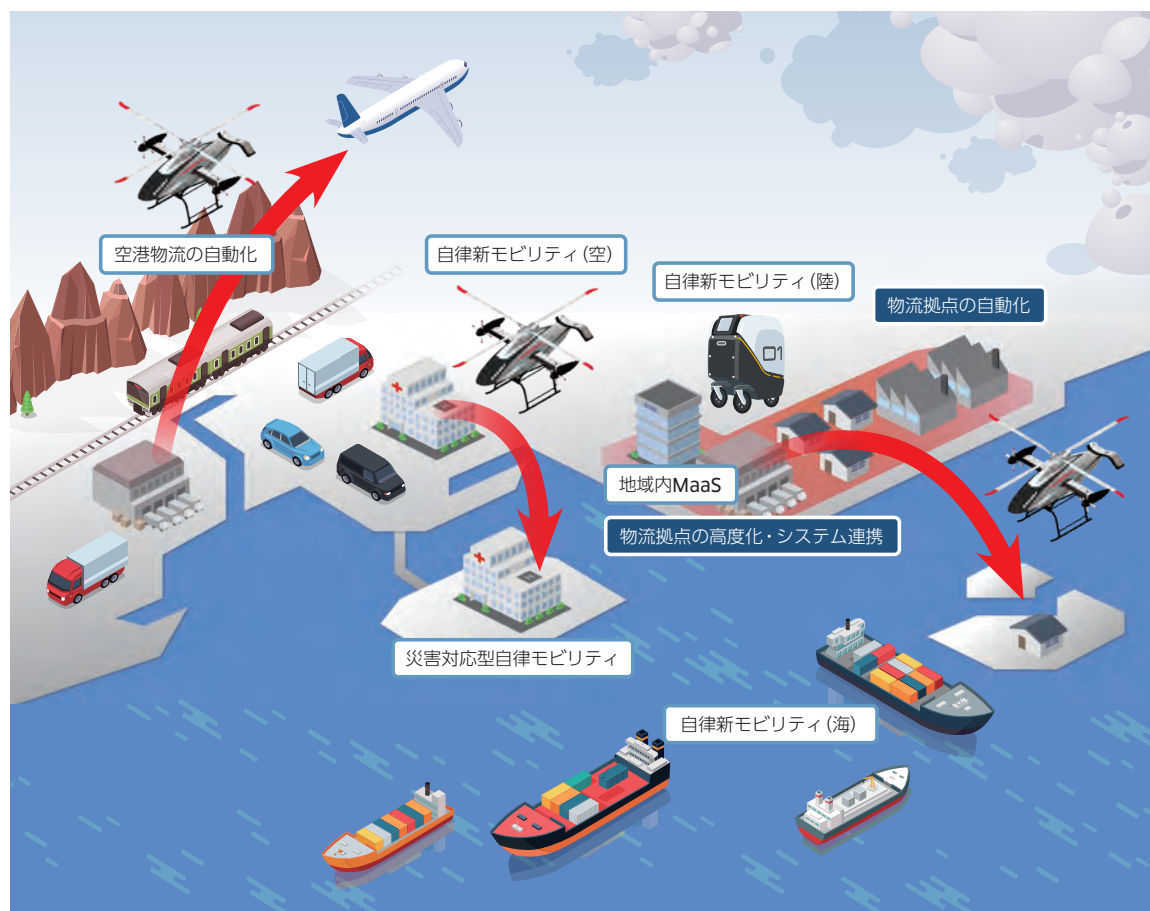 空港物流の自動化
自律新モビリティ(空)
自律新モビリティ(陸)
物流拠点の自動化
01
地域内MaaS
物流拠点の高度化・システム連携
災害対応型自律モビリティ
自律新モビリティ(海)